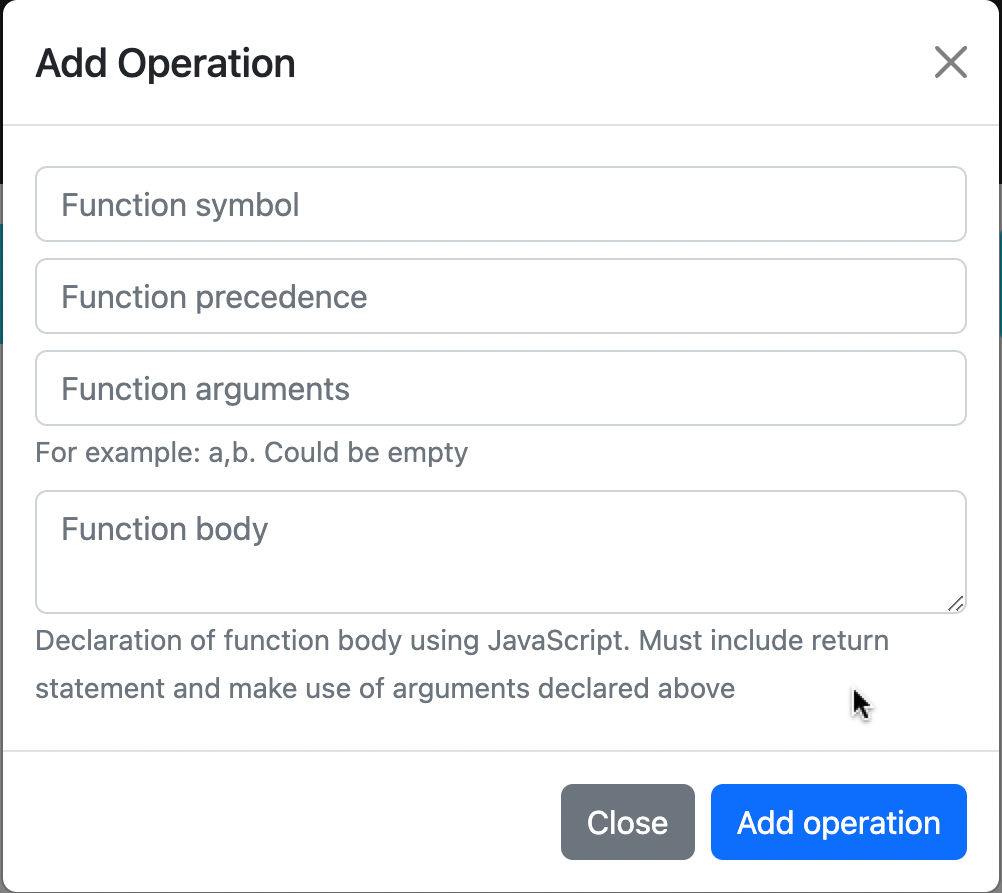 Add Operation
Function symbol
Function precedence
Function arguments
For example: a,b. Could be empty
Function body
Declaration of function body using JavaScript. Must include return
statement and make use of arguments declared above
Close
Add operation